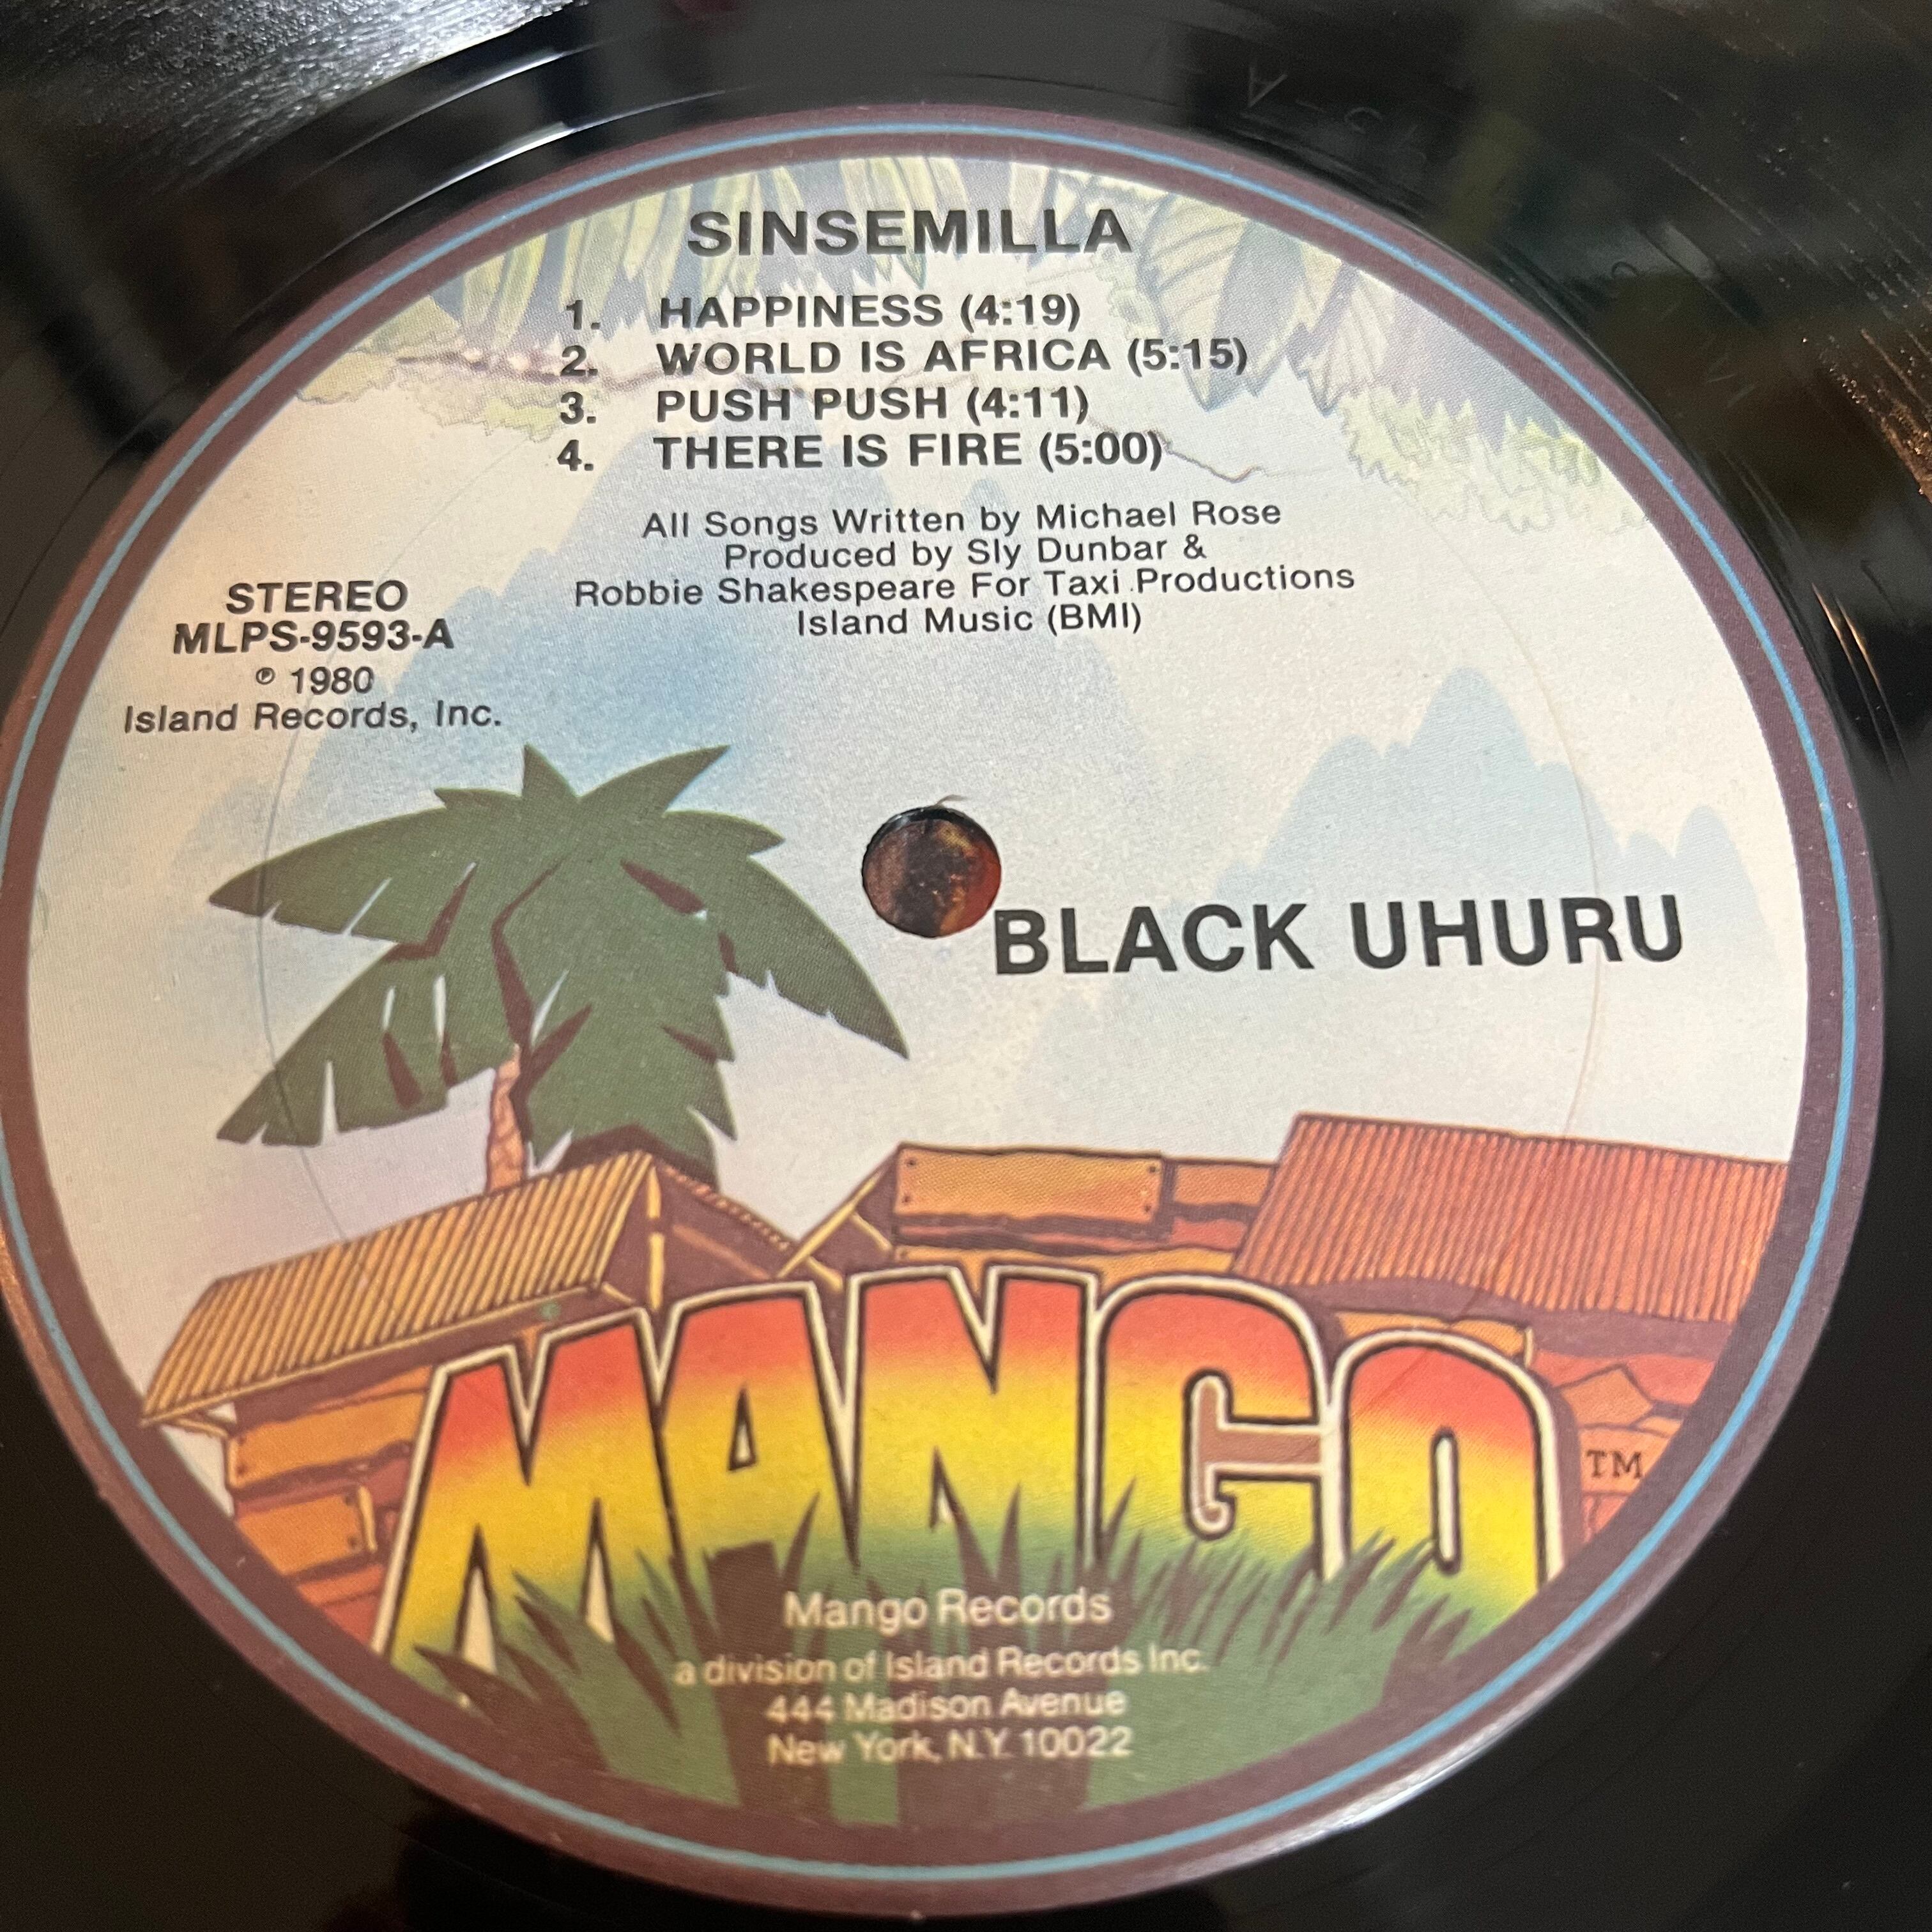 SINSEMILLA
1. HAPPINESS (4:19)
2. WORLD IS AFRICA (5:15)
3. PUSH PUSH (4:11)
4. THERE IS FIRE (5:00)
All Songs Written by Michael Rose
Produced by Sly Dunbar &
Robbie Shakespeare For Taxi Productions
Island Music (BMI)
STEREO
MLPS-9593-A
℗ 1980
Island Records, Inc.
BLACK UHURU
MANGO
TM
Mango Records
a division of Island Records Inc.
444 Madison Avenue
New York, N.Y. 10022